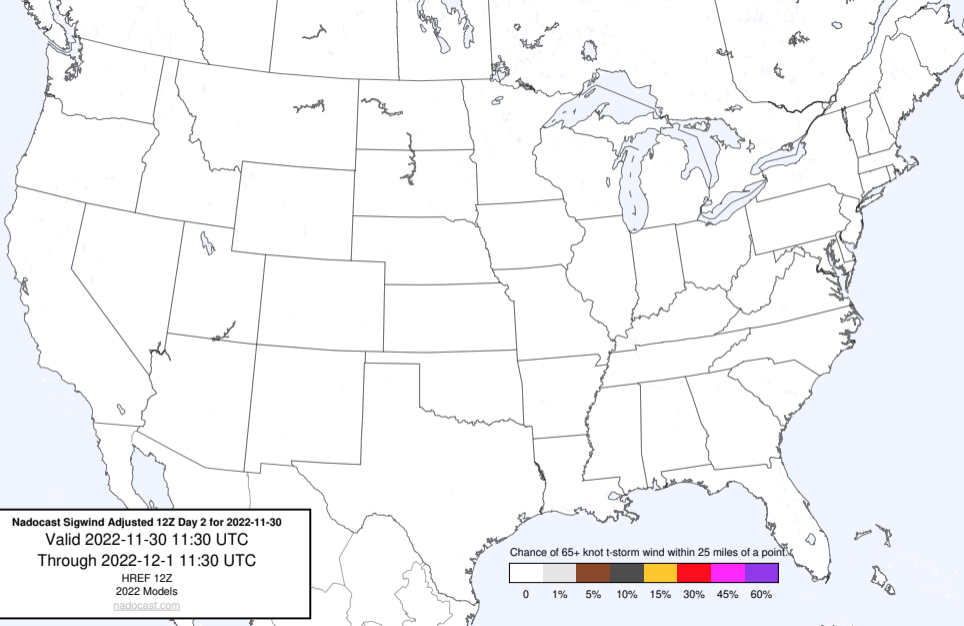 Nadocast Sigwind Adjusted 12Z Day 2 for 2022-11-30
Valid 2022-11-30 11:30 UTC
Through 2022-12-1 11:30 UTC
HREF 12Z
2022 Models
nadocast.com
Chance of 65+ knot t-storm wind within 25 miles of a point.
0 1% 5% 10% 15% 30% 45% 60%